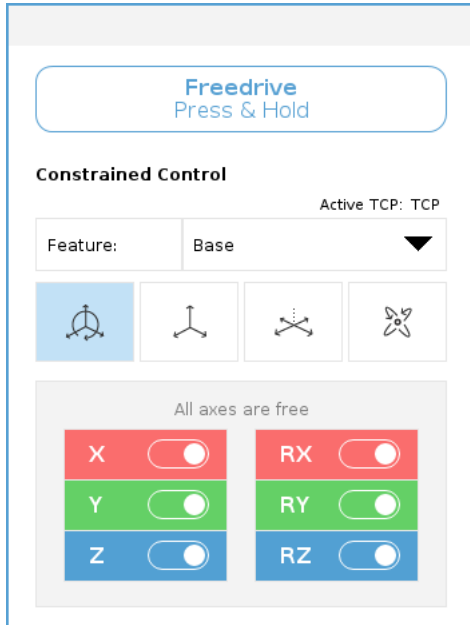 Freedrive
Press & Hold
Constrained Control
Active TCP: TCP
Feature: Base
All axes are free
X RX
Y RY
Z RZ